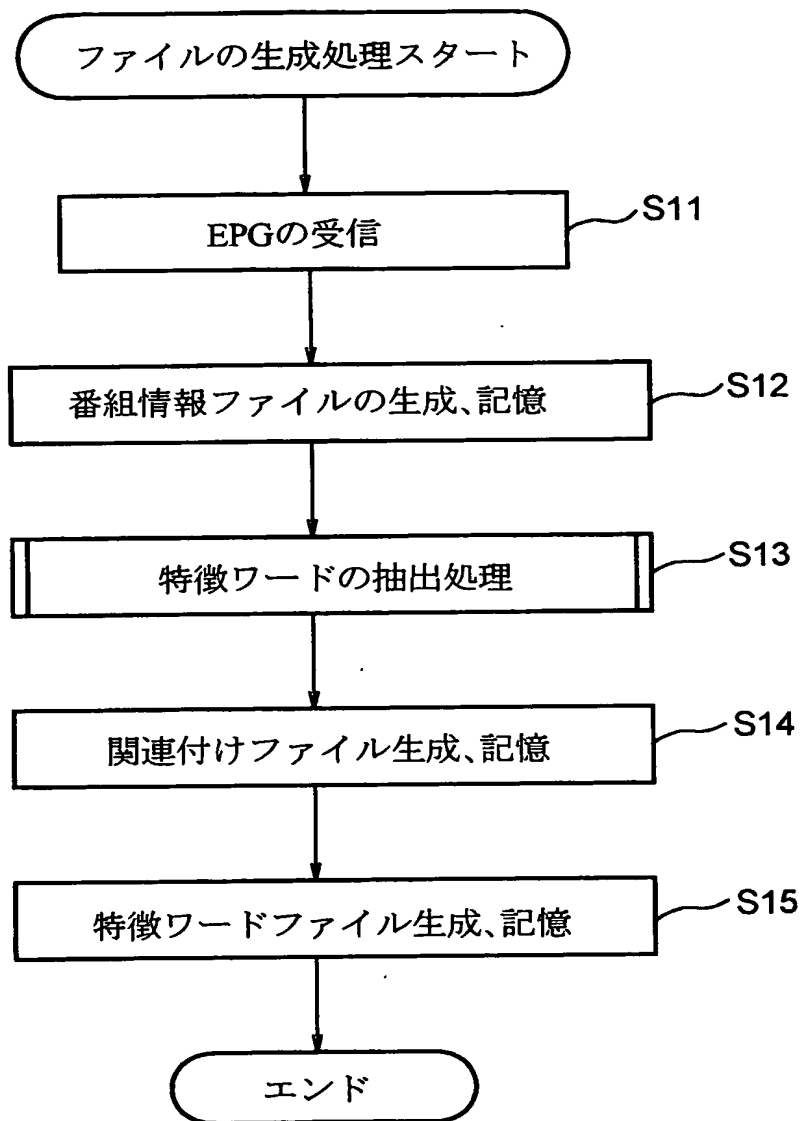 ファイルの生成処理スタート
EPGの受信
S11
番組情報ファイルの生成、記憶
S12
特徴ワードの抽出処理
S13
関連付けファイル生成、記憶
S14
特徴ワードファイル生成、記憶
S15
エンド